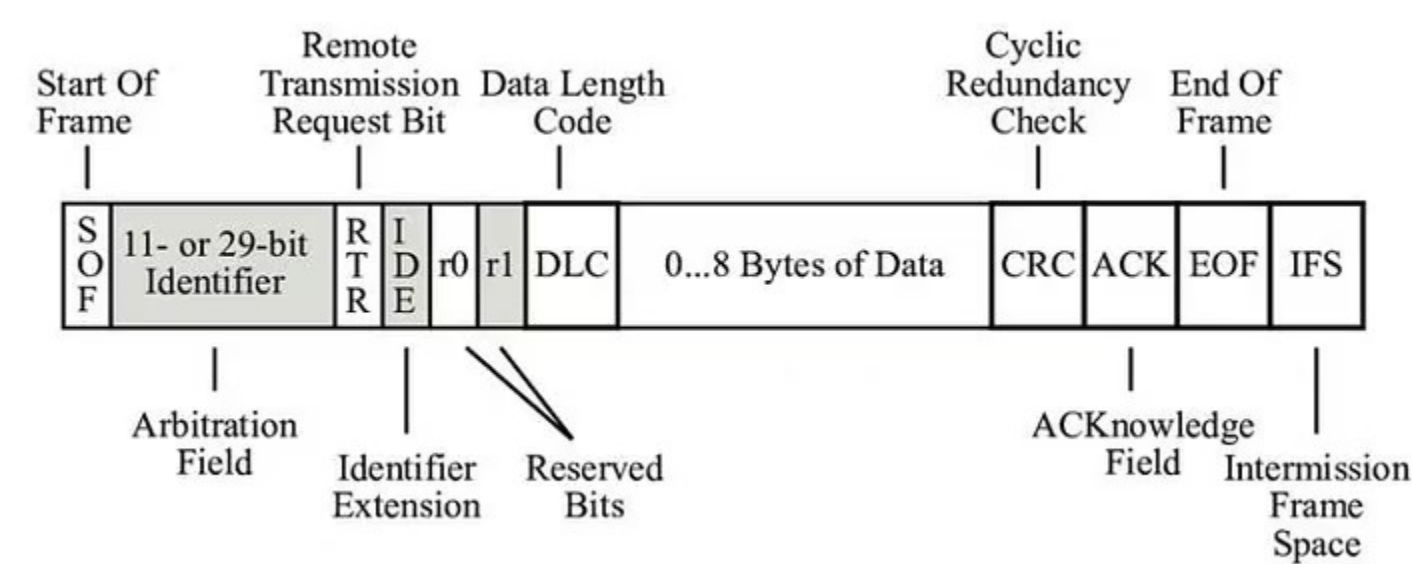 Start Of
Frame
Remote
Transmission
Request Bit
Data Length
Code
Cyclic
Redundancy
Check
End Of
Frame
S
O
F
11- or 29-bit
Identifier
R
T
R
I
D
E
r0
r1
DLC
0...8 Bytes of Data
CRC
ACK
EOF
IFS
Arbitration
Field
Identifier
Extension
Reserved
Bits
ACKnowledge
Field
Intermission
Frame
Space